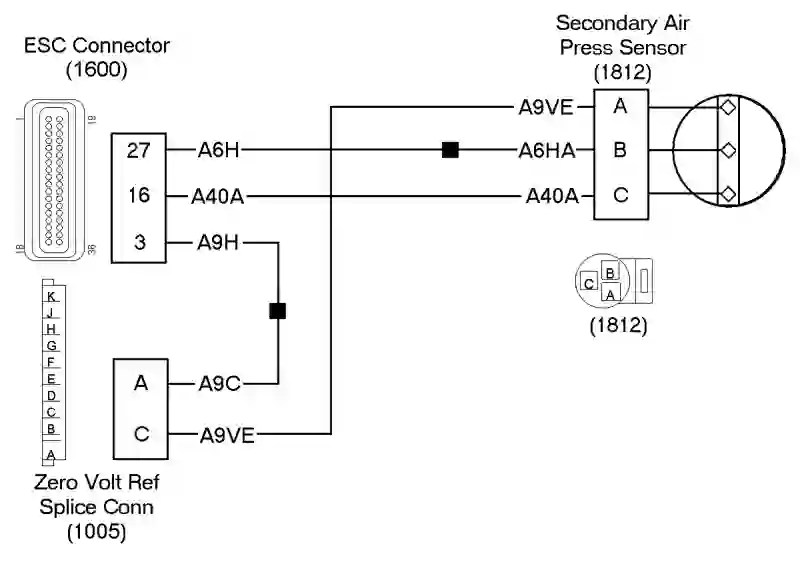 Secondary Air
Press Sensor
(1812)
ESC Connector
(1600)
1
19
18
36
27
A6H
16
A40A
3
A9H
A9VE
A
A6HA
B
A40A
C
C
B
A
(1812)
K
J
H
G
F
E
D
C
B
A
A
A9C
C
A9VE
Zero Volt Ref
Splice Conn
(1005)